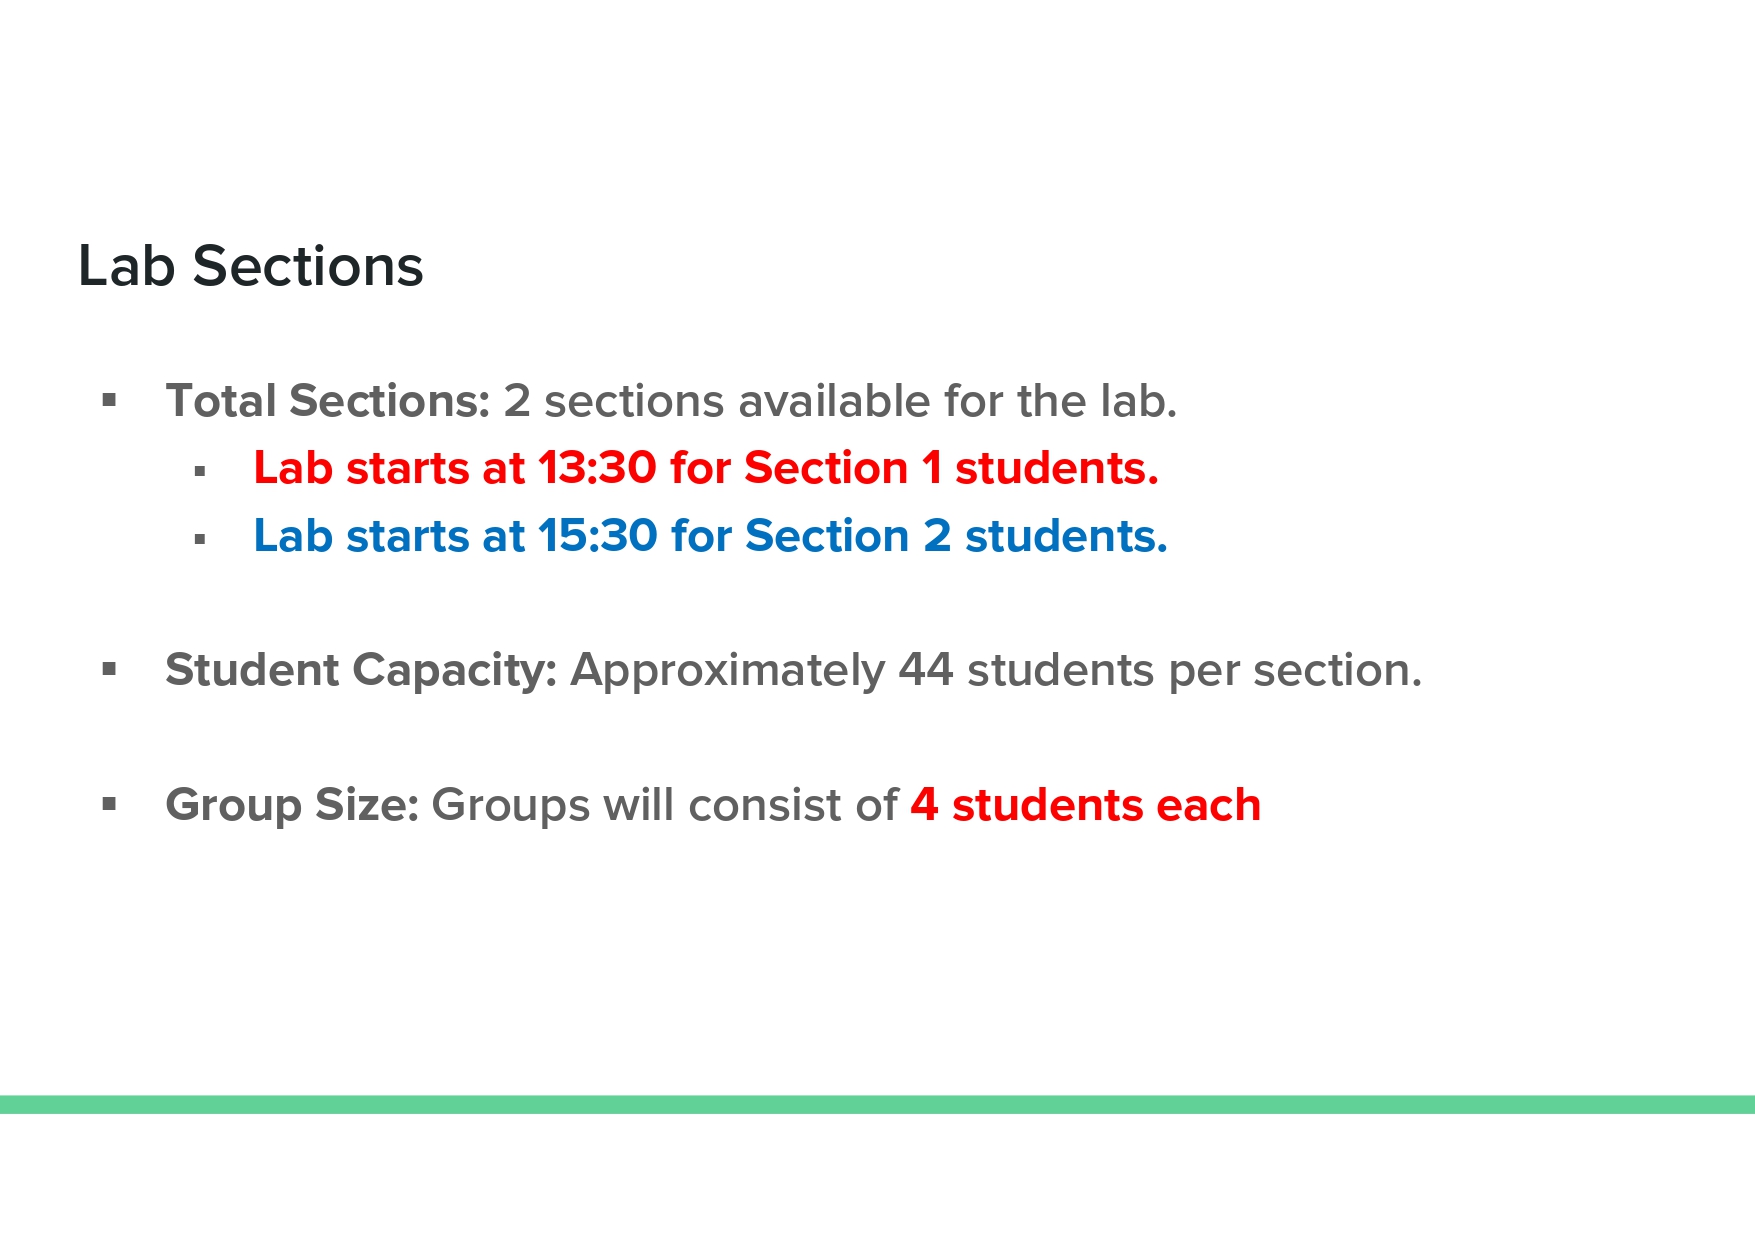 Lab Sections
▪ Total Sections: 2 sections available for the lab.
▪ Lab starts at 13:30 for Section 1 students.
▪ Lab starts at 15:30 for Section 2 students.
▪ Student Capacity: Approximately 44 students per section.
▪ Group Size: Groups will consist of 4 students each